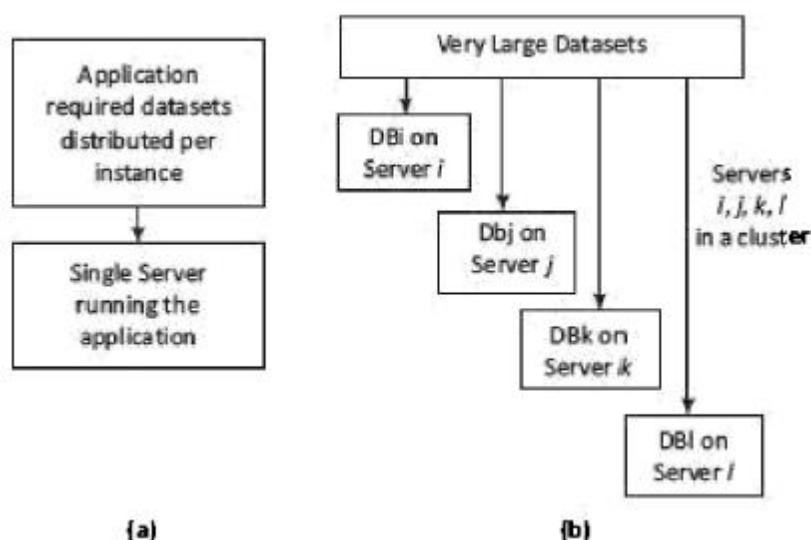 Application
required datasets
distributed per
instance
Single Server
running the
application
(a)
Very Large Datasets
DBi on
Server i
Dbj on
Server j
DBk on
Server ik
DBl on
Server l
Servers
i, j, k, l
in a cluster
(b)